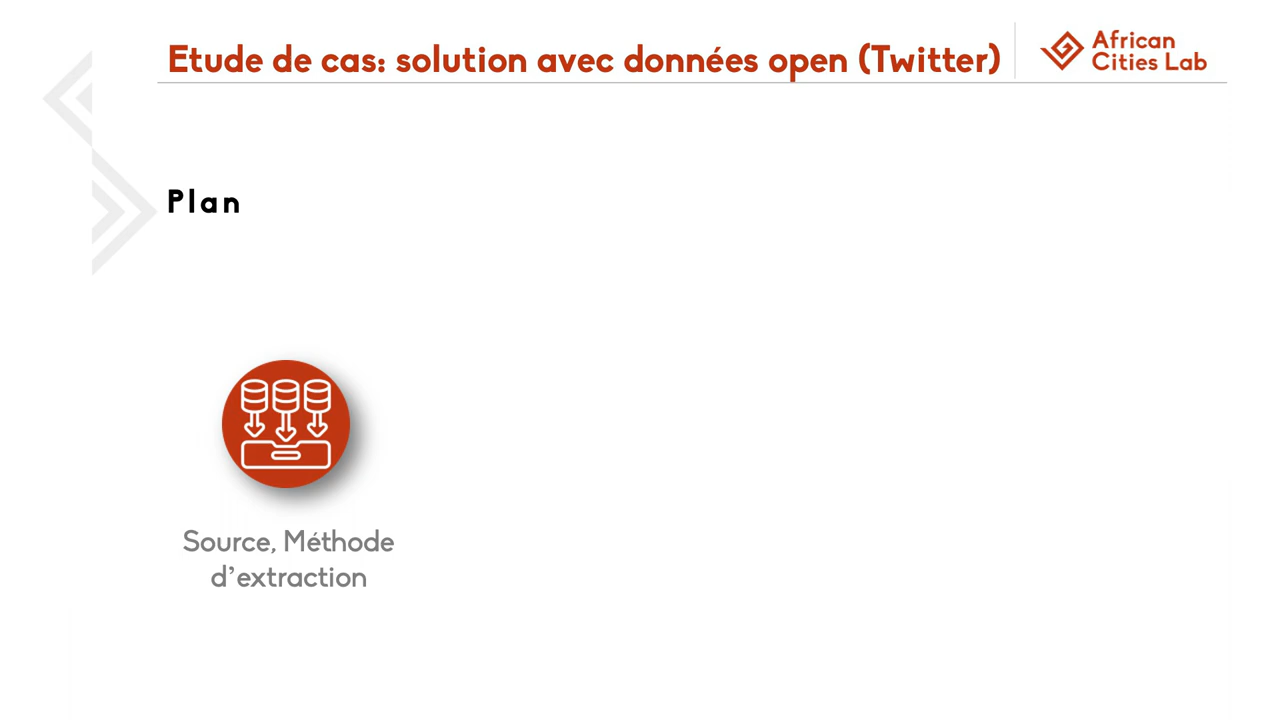 Etude de cas: solution avec données open (Twitter)
African
Cities Lab
Plan
Source, Méthode
d’extraction